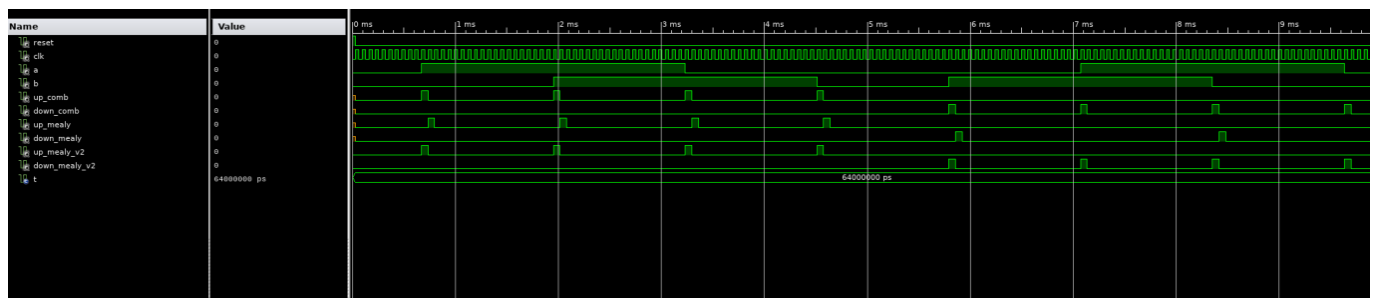 Name Value 0 ms 1 ms 2 ms 3 ms 4 ms 5 ms 6 ms 7 ms 8 ms 9 ms
reset 0
clk 0
a 0
b 0
up_comb 0
down_comb 0
up_mealy 0
down_mealy 0
up_mealy_v2 0
down_mealy_v2 0
t 64000000 ps 64000000 ps